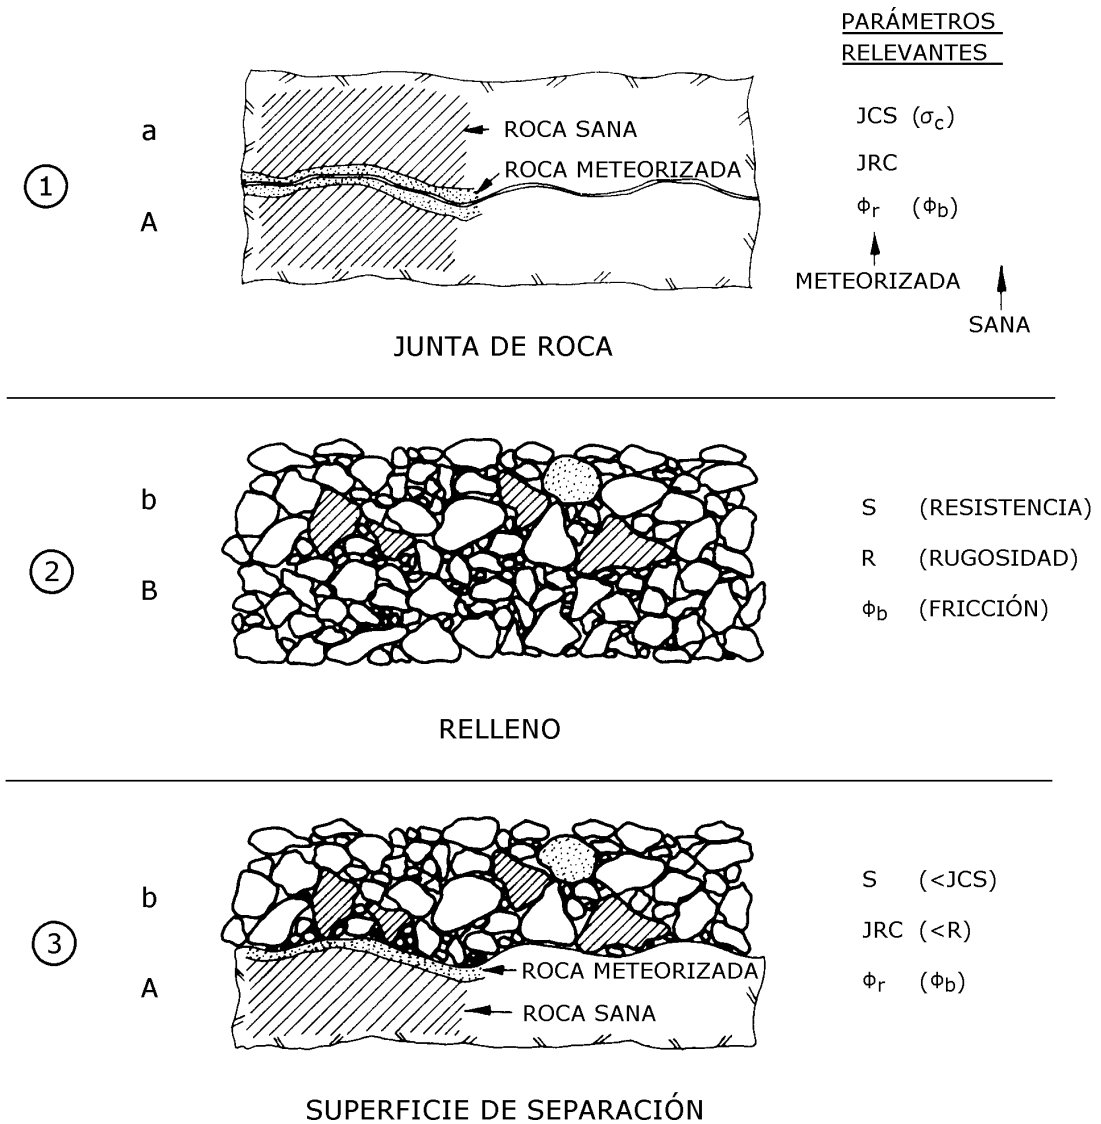 PARÁMETROS
RELEVANTES
a
ROCA SANA
ROCA METEORIZADA
1
A
JCS (σc)
JRC
ϕr (ϕb)
METEORIZADA
SANA
JUNTA DE ROCA
b
2
B
S (RESISTENCIA)
R (RUGOSIDAD)
ϕb (FRICCIÓN)
RELLENO
b
3
A
ROCA METEORIZADA
ROCA SANA
S (<JCS)
JRC (<R)
ϕr (ϕb)
SUPERFICIE DE SEPARACIÓN